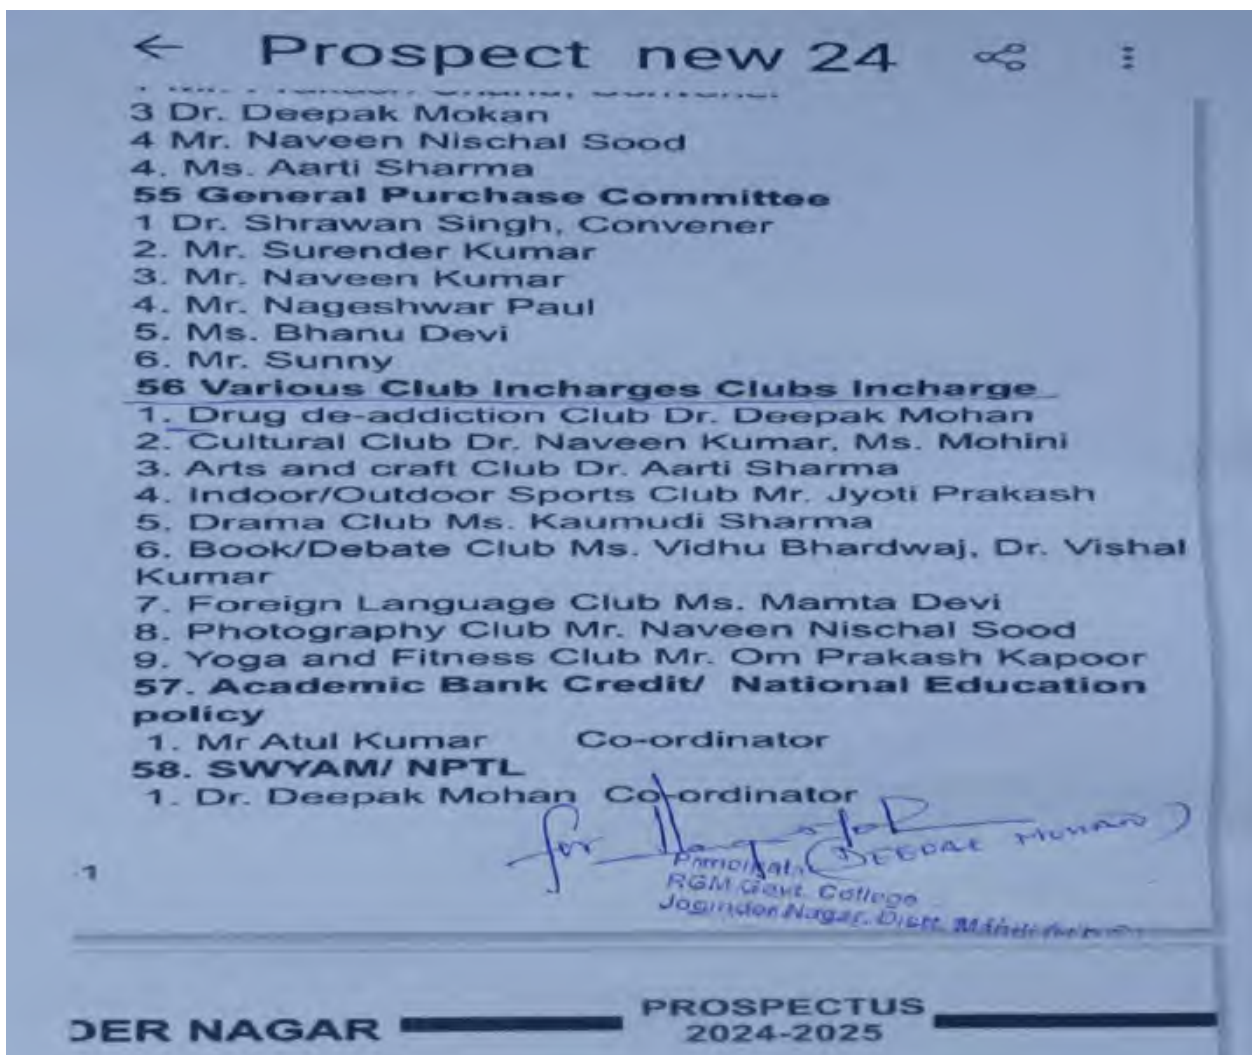 ← Prospect new 24
3 Dr. Deepak Mokan
4 Mr. Naveen Nischal Sood
4. Ms. Aarti Sharma
55 General Purchase Committee
1 Dr. Shrawan Singh, Convener
2. Mr. Surender Kumar
3. Mr. Naveen Kumar
4. Mr. Nageshwar Paul
5. Ms. Bhanu Devi
6. Mr. Sunny
56 Various Club Incharges Clubs Incharge
1. Drug de-addiction Club Dr. Deepak Mohan
2. Cultural Club Dr. Naveen Kumar, Ms. Mohini
3. Arts and craft Club Dr. Aarti Sharma
4. Indoor/Outdoor Sports Club Mr. Jyoti Prakash
5. Drama Club Ms. Kaumudi Sharma
6. Book/Debate Club Ms. Vidhu Bhardwaj, Dr. Vishal
Kumar
7. Foreign Language Club Ms. Mamta Devi
8. Photography Club Mr. Naveen Nischal Sood
9. Yoga and Fitness Club Mr. Om Prakash Kapoor
57. Academic Bank Credit/ National Education
policy
1. Mr Atul Kumar Co-ordinator
58. SWYAM/ NPTL
1. Dr. Deepak Mohan Co-ordinator
for
(DEEPAK MOHAN)
Principal
RGM Govt. College
Joginder Nagar, Distt. Mandi
-1
DER NAGAR
PROSPECTUS
2024-2025